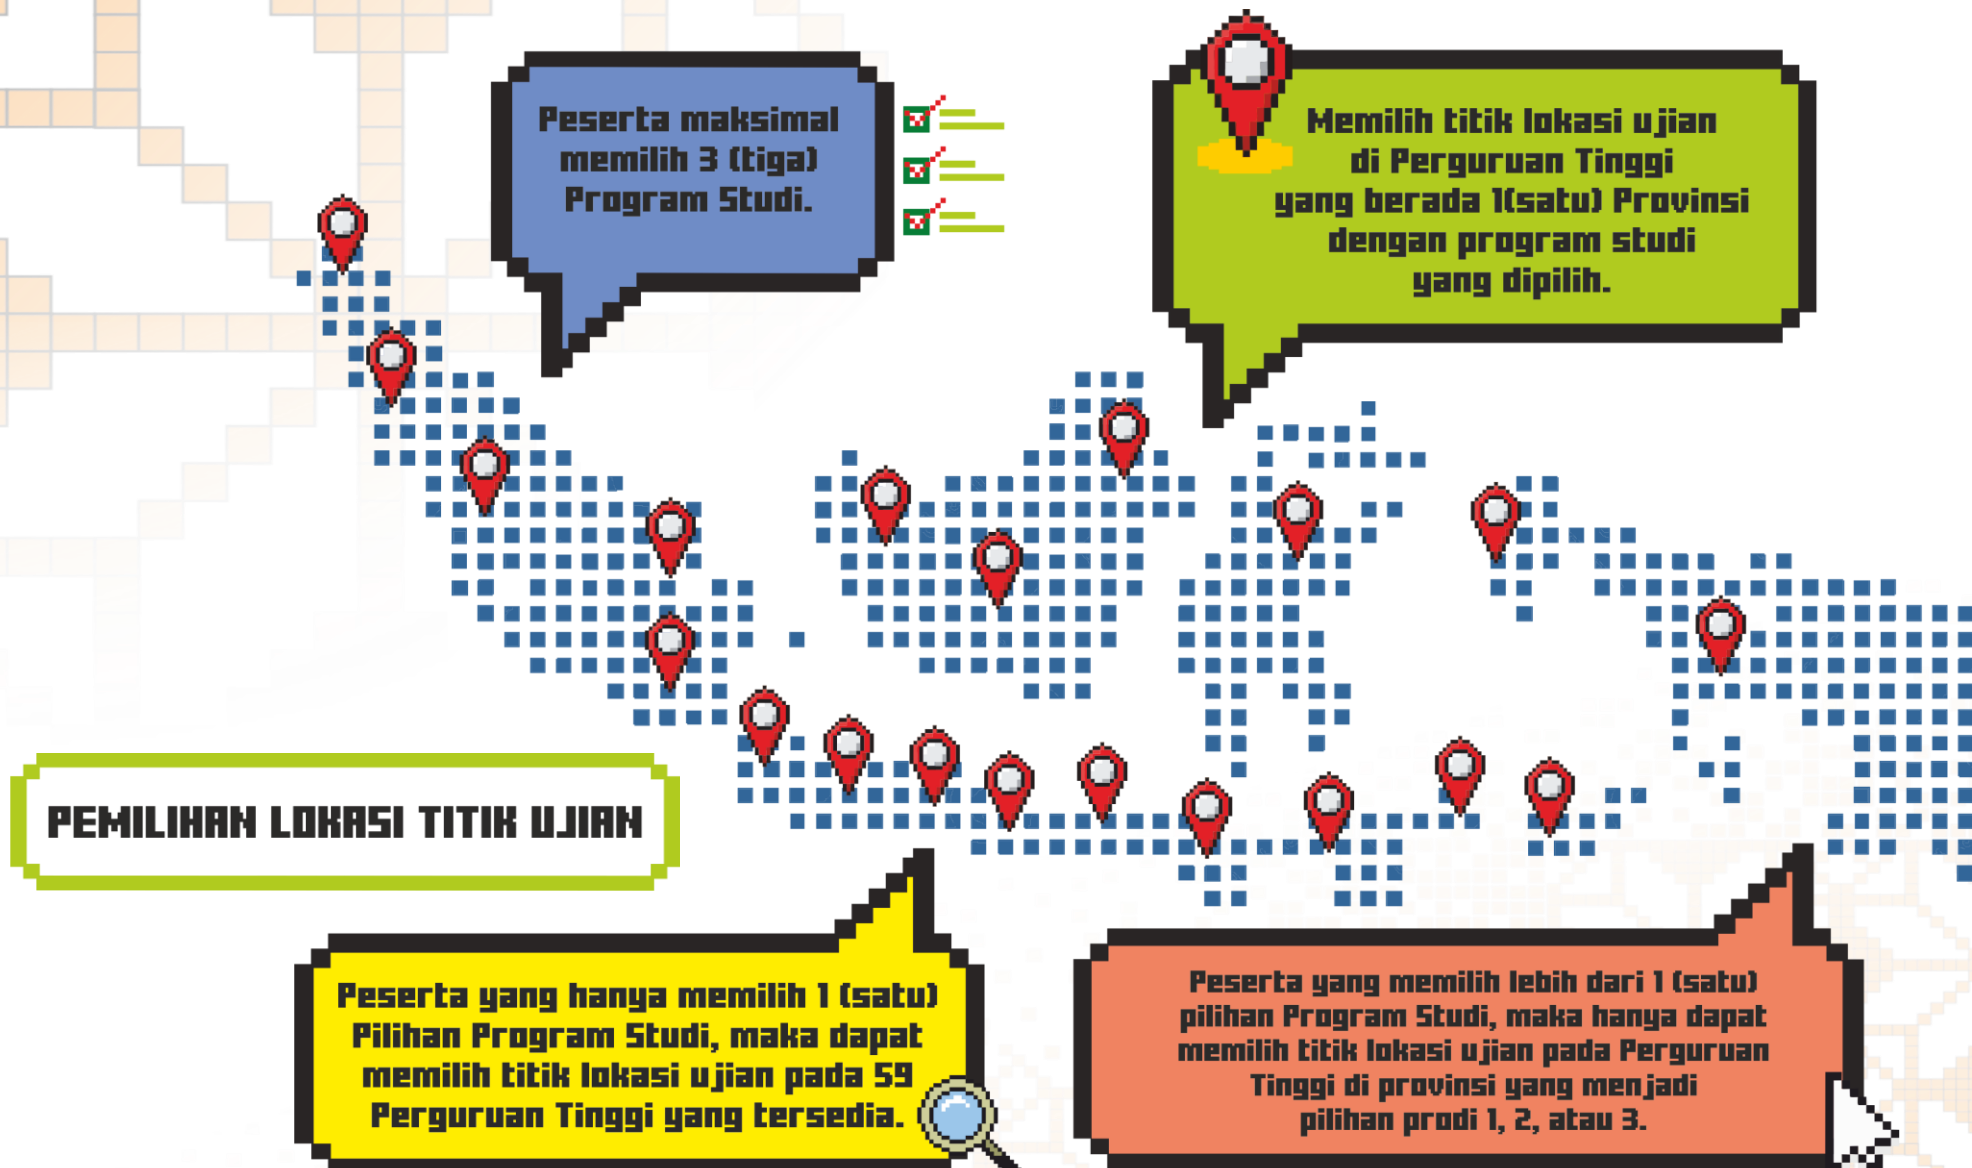 Peserta maksimal
memilih 3 (tiga)
Program Studi.
Memilih titik lokasi ujian
di Perguruan Tinggi
yang berada 1(satu) Provinsi
dengan program studi
yang dipilih.
PEMILIHAN LOKASI TITIK UJIAN
Peserta yang hanya memilih 1 (satu)
Pilihan Program Studi, maka dapat
memilih titik lokasi ujian pada 59
Perguruan Tinggi yang tersedia.
Peserta yang memilih lebih dari 1 (satu)
pilihan Program Studi, maka hanya dapat
memilih titik lokasi ujian pada Perguruan
Tinggi di provinsi yang menjadi
pilihan prodi 1, 2, atau 3.